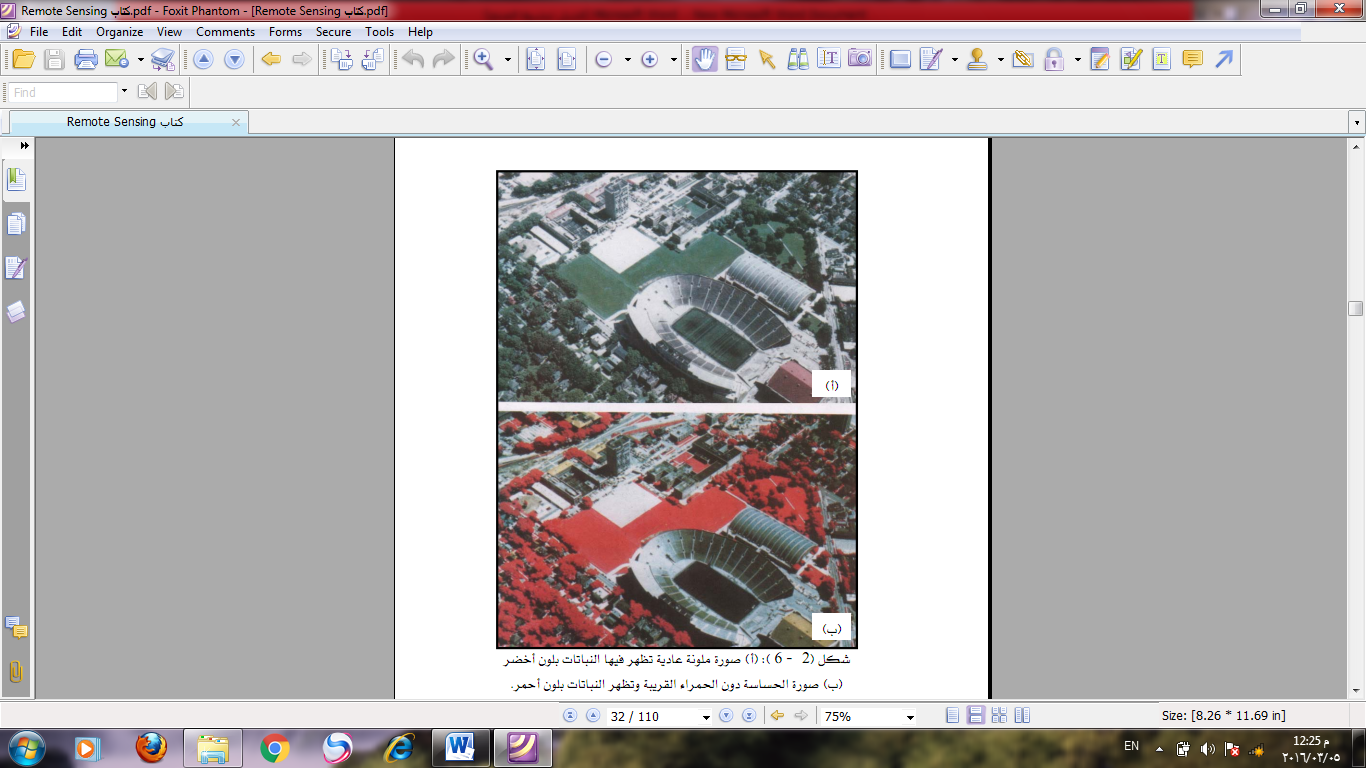 Remote Sensing كتاب.pdf - Foxit Phantom - [Remote Sensing كتاب.pdf]
File Edit Organize View Comments Forms Secure Tools Help
Find
Remote Sensing كتاب
(أ)
(ب)
شكل (2 - 6): (أ) صورة ملونة عادية تظهر فيها النباتات بلون أخضر
(ب) صورة الحساسة دون الحمراء القريبة وتظهر النباتات بلون أحمر.
32 / 110
75%
Size: [8.26 * 11.69 in]
EN
12:25 م
٢٠١٦/٠٣/٠٥